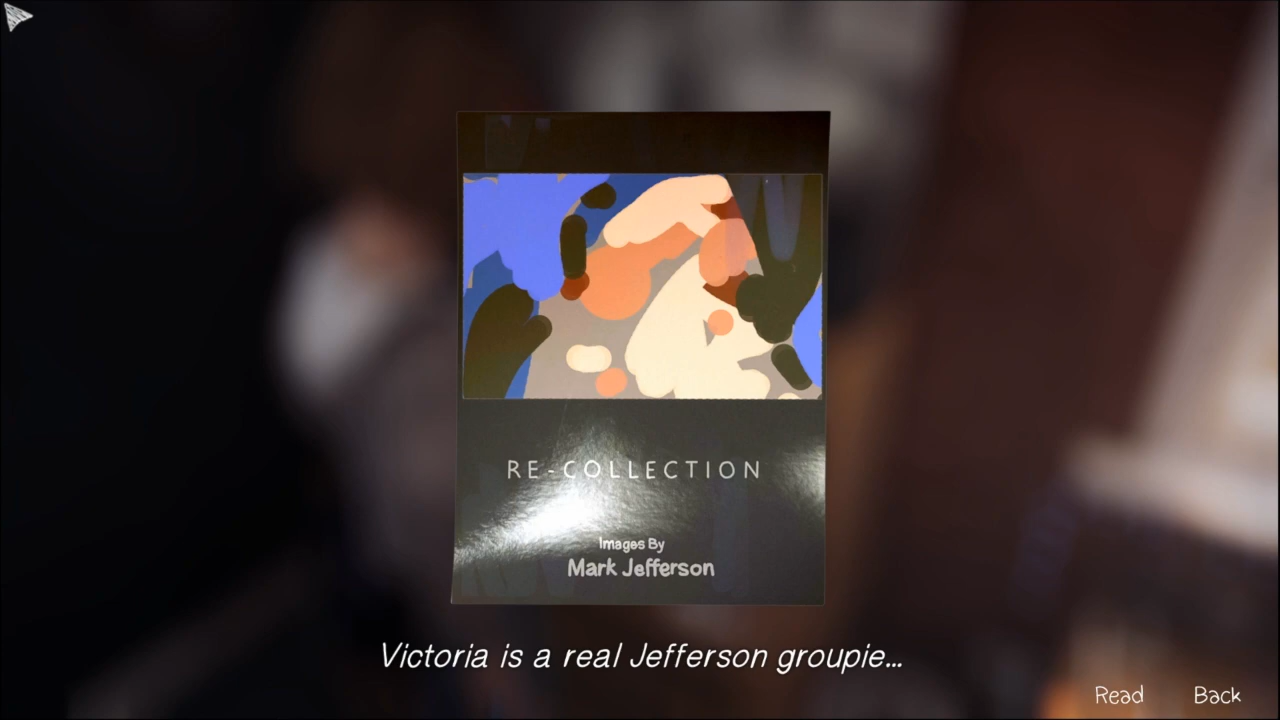 RE-COLLECTION
Images By
Mark Jefferson
Victoria is a real Jefferson groupie...
Read
Back